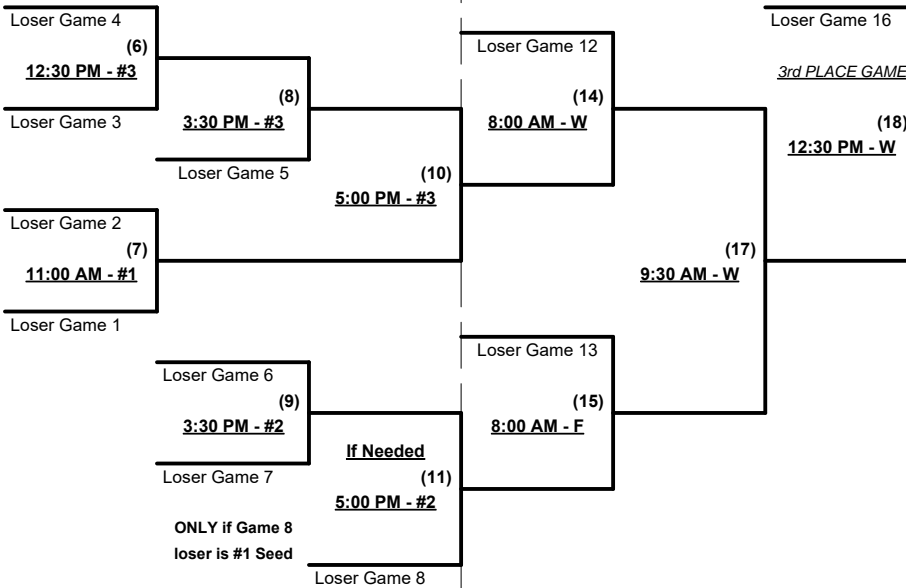 Loser Game 4
(6)
12:30 PM - #3
Loser Game 3
(8)
3:30 PM - #3
Loser Game 5
Loser Game 2
(7)
11:00 AM - #1
Loser Game 1
(10)
5:00 PM - #3
Loser Game 6
(9)
3:30 PM - #2
Loser Game 7
If Needed
(11)
5:00 PM - #2
ONLY if Game 8
loser is #1 Seed
Loser Game 8
Loser Game 12
(14)
8:00 AM - W
Loser Game 13
(15)
8:00 AM - F
(17)
9:30 AM - W
Loser Game 16
3rd PLACE GAME
(18)
12:30 PM - W